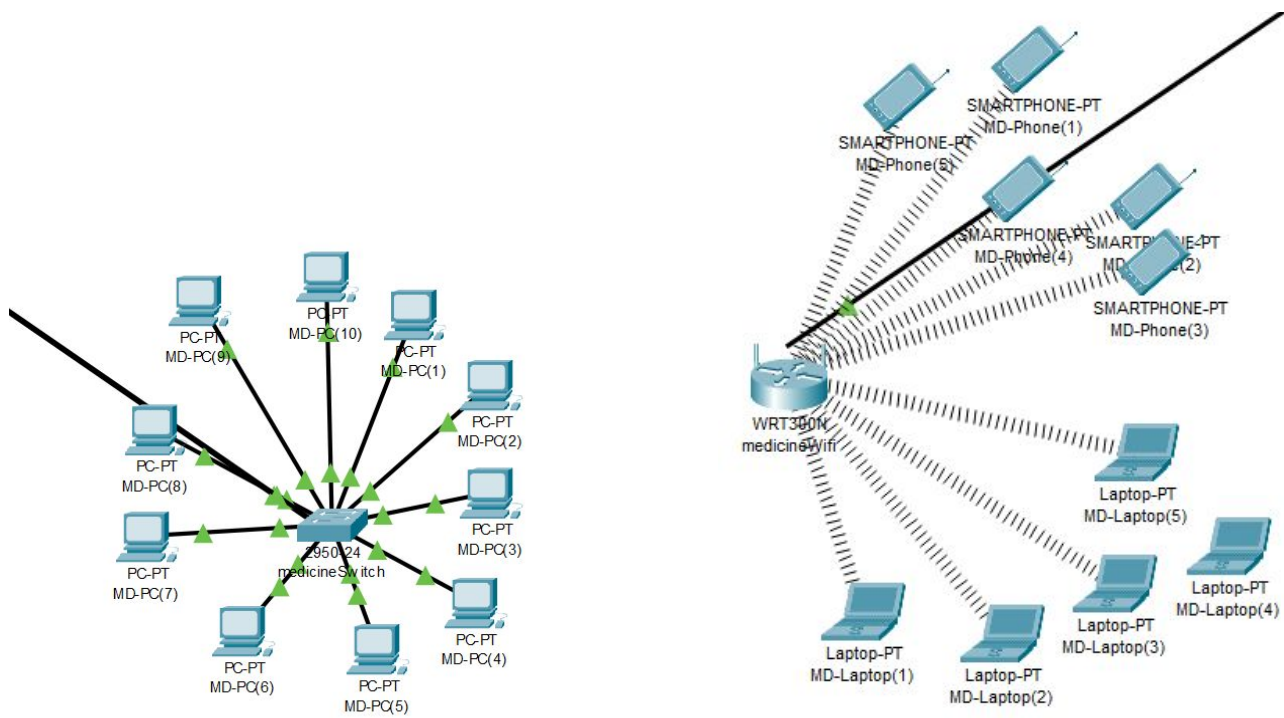 PC-PT
MD-PC(9)
PC-PT
MD-PC(10)
PC-PT
MD-PC(1)
PC-PT
MD-PC(2)
PC-PT
MD-PC(3)
PC-PT
MD-PC(4)
PC-PT
MD-PC(5)
PC-PT
MD-PC(6)
PC-PT
MD-PC(7)
PC-PT
MD-PC(8)
2950-24
medicineSwitch
SMARTPHONE-PT
MD-Phone(5)
SMARTPHONE-PT
MD-Phone(1)
SMARTPHONE-PT
MD-Phone(4)
SMARTPHONE-PT
(2)
SMARTPHONE-PT
MD-Phone(3)
WRT300N
medicineWifi
Laptop-PT
MD-Laptop(5)
Laptop-PT
MD-Laptop(4)
Laptop-PT
MD-Laptop(3)
Laptop-PT
MD-Laptop(2)
Laptop-PT
MD-Laptop(1)